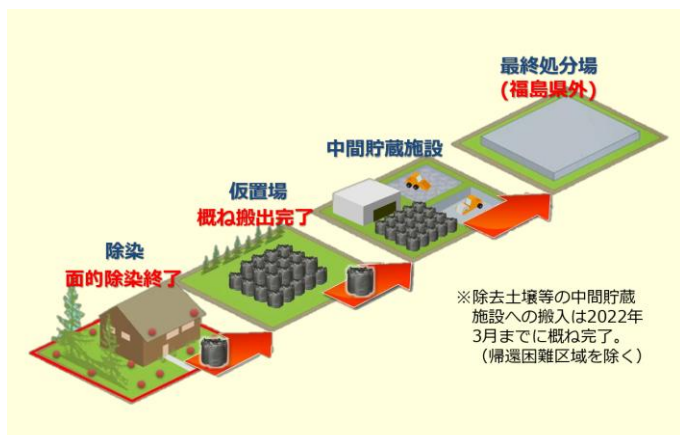 最終処分場
(福島県外)
中間貯蔵施設
仮置場
概ね搬出完了
除染
面的除染終了
※除去土壌等の中間貯蔵
施設への搬入は2022年
3月までに概ね完了。
（帰還困難区域を除く）